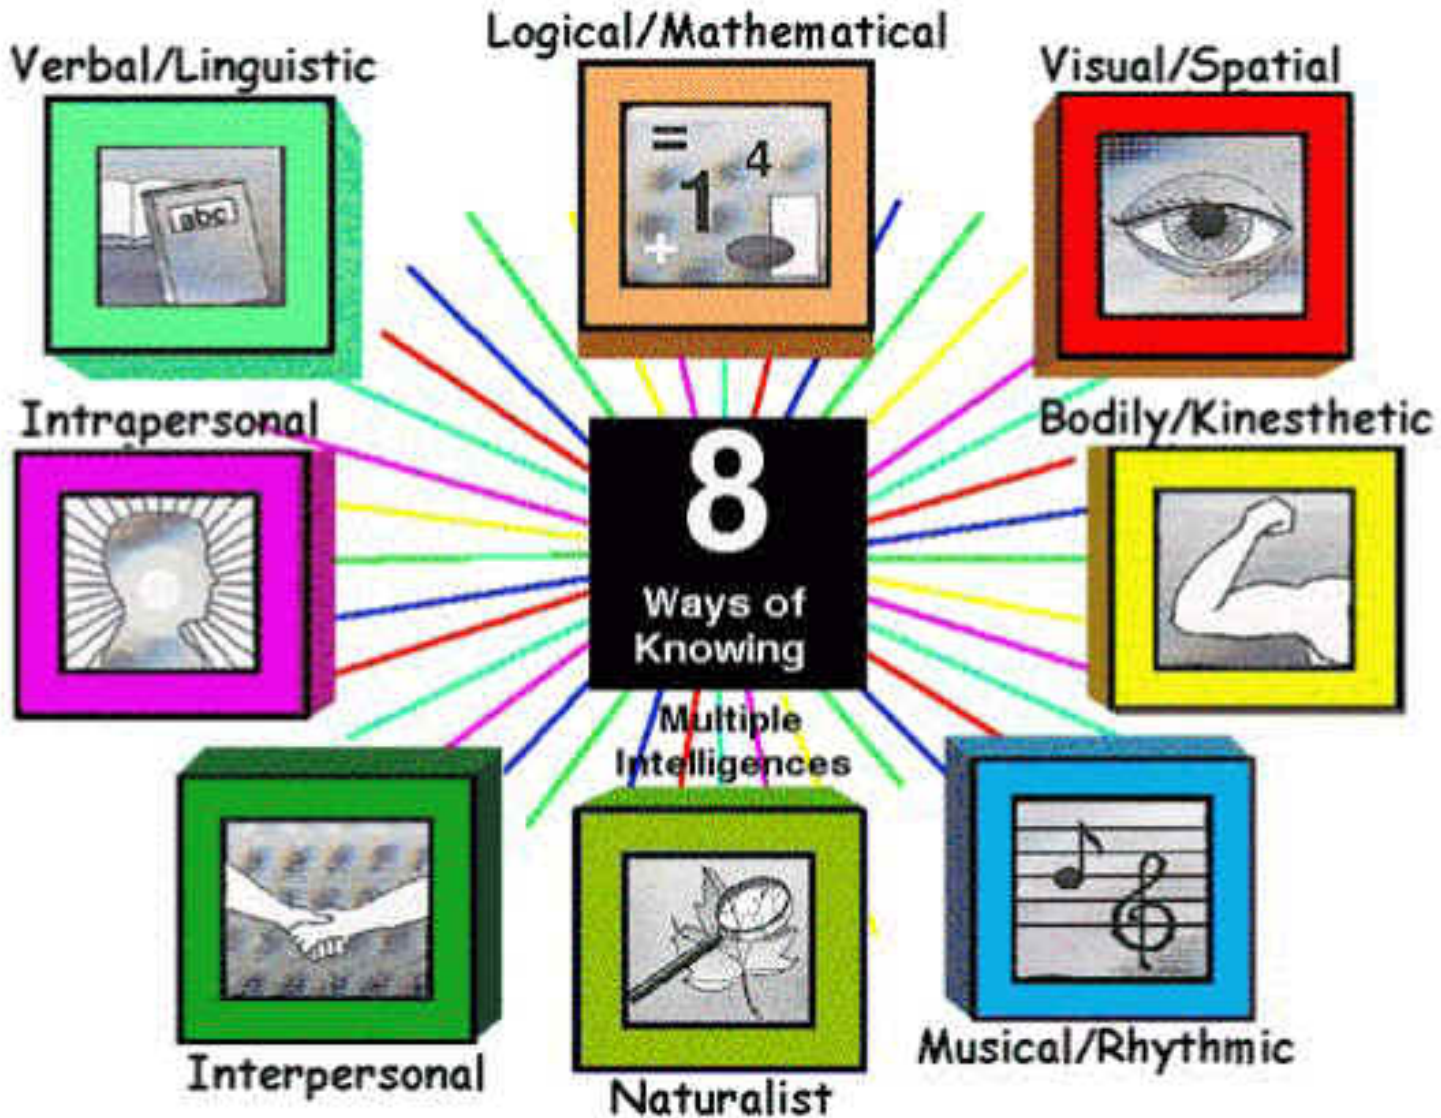 Logical/Mathematical
Verbal/Linguistic
Visual/Spatial
abc
=
1 4
+
Intrapersonal
Bodily/Kinesthetic
8
Ways of
Knowing
Multiple
Intelligences
Interpersonal
Naturalist
Musical/Rhythmic